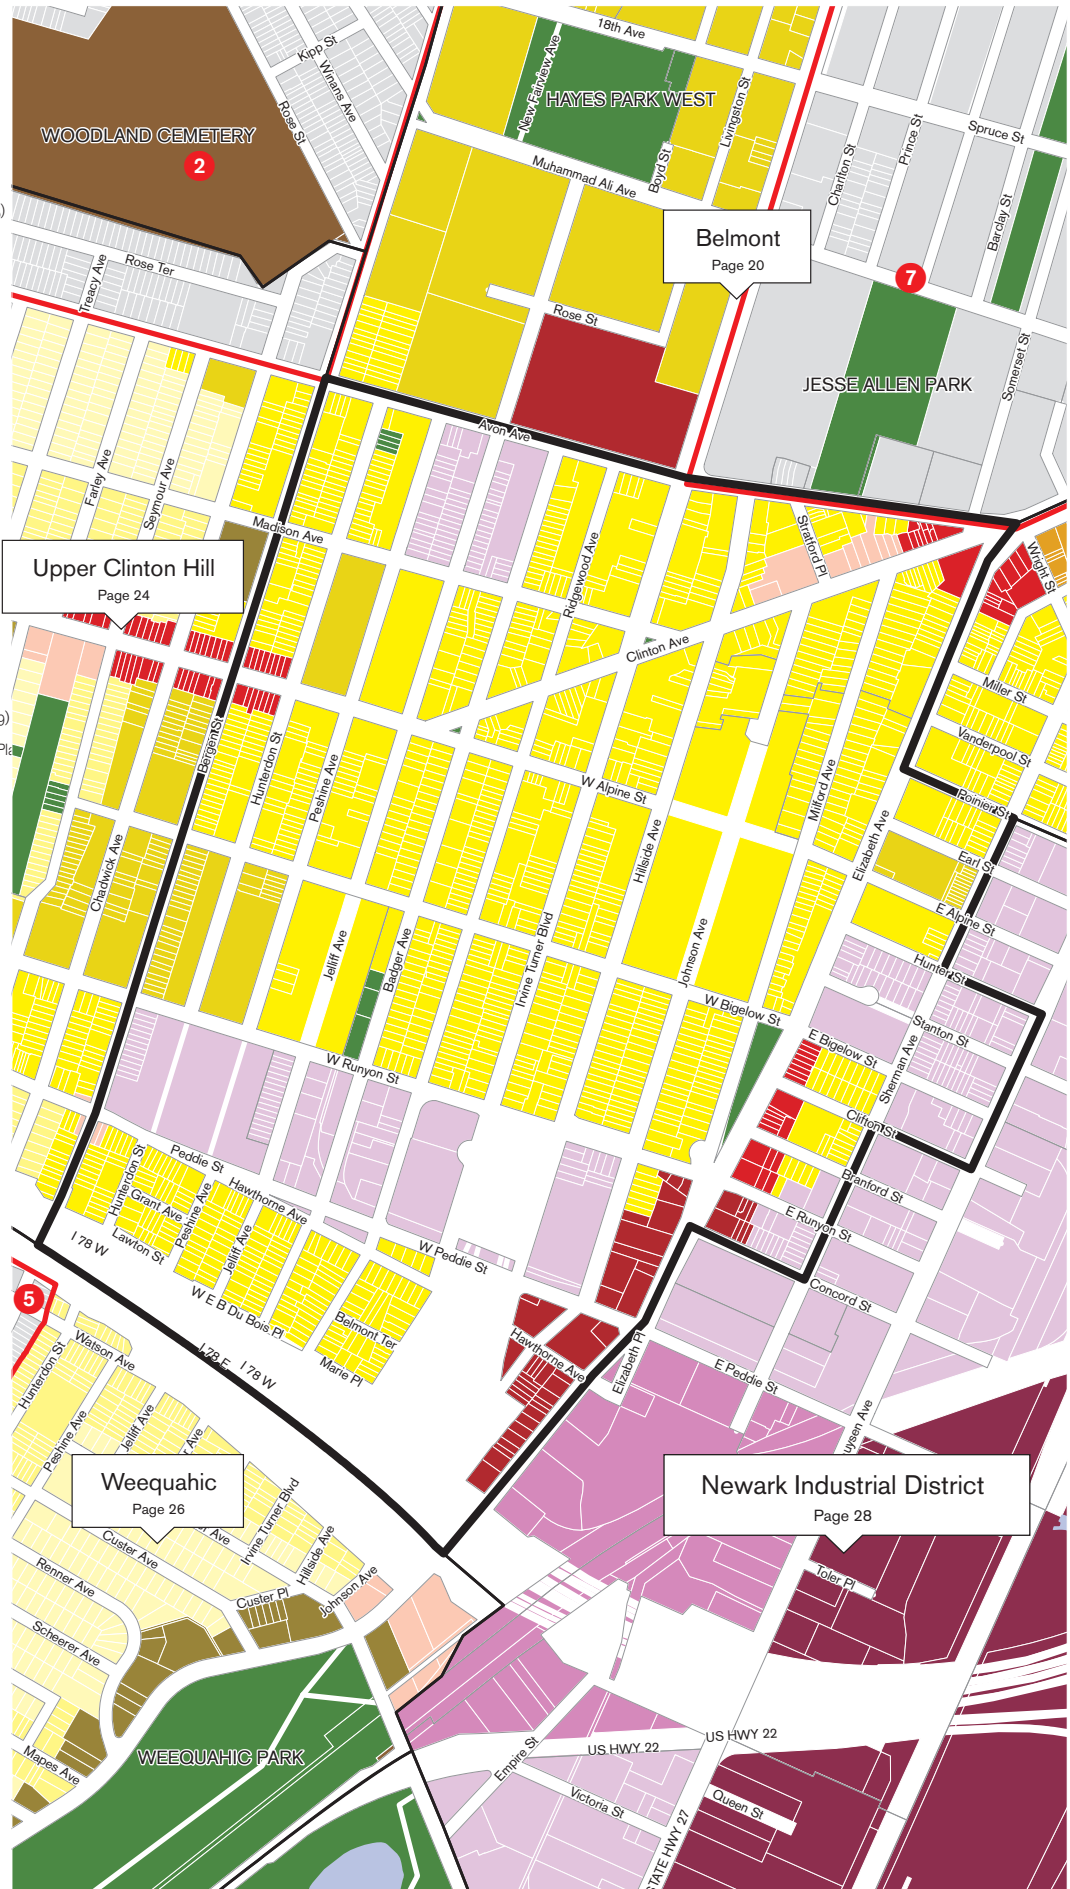 18th Ave
Kipp St
Winans Ave
New Fairview Ave
HAYES PARK WEST
Livingston St
Rose St
WOODLAND CEMETERY
2
Prince St
Spruce St
Charlton St
Muhammad Ali Ave
Boyd St
Barclay St
Belmont
Page 20
7
Rose Ter
Treacy Ave
Rose St
Somerset St
JESSE ALLEN PARK
Avon Ave
Farley Ave
Seymour Ave
Madison Ave
Stratford Pl
Wright St
Ridgewood Ave
Upper Clinton Hill
Page 24
Clinton Ave
Miller St
Vanderpool St
Bergen St
Hunterdon St
Peshine Ave
W Alpine St
Milford Ave
Poinier St
Hillside Ave
Elizabeth Ave
Earl St
Chadwick Ave
E Alpine St
Jelliff Ave
Badger Ave
Irvine Turner Blvd
Johnson Ave
Hunter St
W Bigelow St
Stanton St
E Bigelow St
Sherman Ave
W Runyon St
Clifton St
Peddie St
Hunterdon St
Branford St
Grant Ave
Peshine Ave
Hawthorne Ave
E Runyon St
I 78 W
Lawton St
Jelliff Ave
W Peddie St
Concord St
5
W E B Du Bois Pl
Belmont Ter
Watson Ave
Hunterdon St
I 78 E
I 78 W
Marie Pl
Hawthorne Ave
Elizabeth Pl
E Peddie St
Peshine Ave
Jelliff Ave
r Ave
uysen Ave
Weequahic
Page 26
Newark Industrial District
Page 28
Irvine Turner Blvd
Custer Ave
Hillside Ave
Renner Ave
Custer Pl
Johnson Ave
Toler Pl
Scheerer Ave
WEEQUAHIC PARK
Mapes Ave
Empire St
US HWY 22
US HWY 22
Victoria St
Queen St
STATE HWY 27